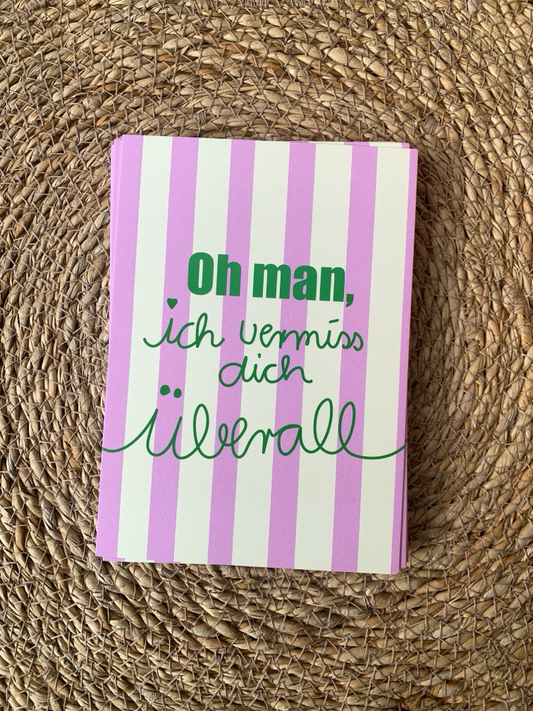 Oh man,
ich vermiss
dich
überall